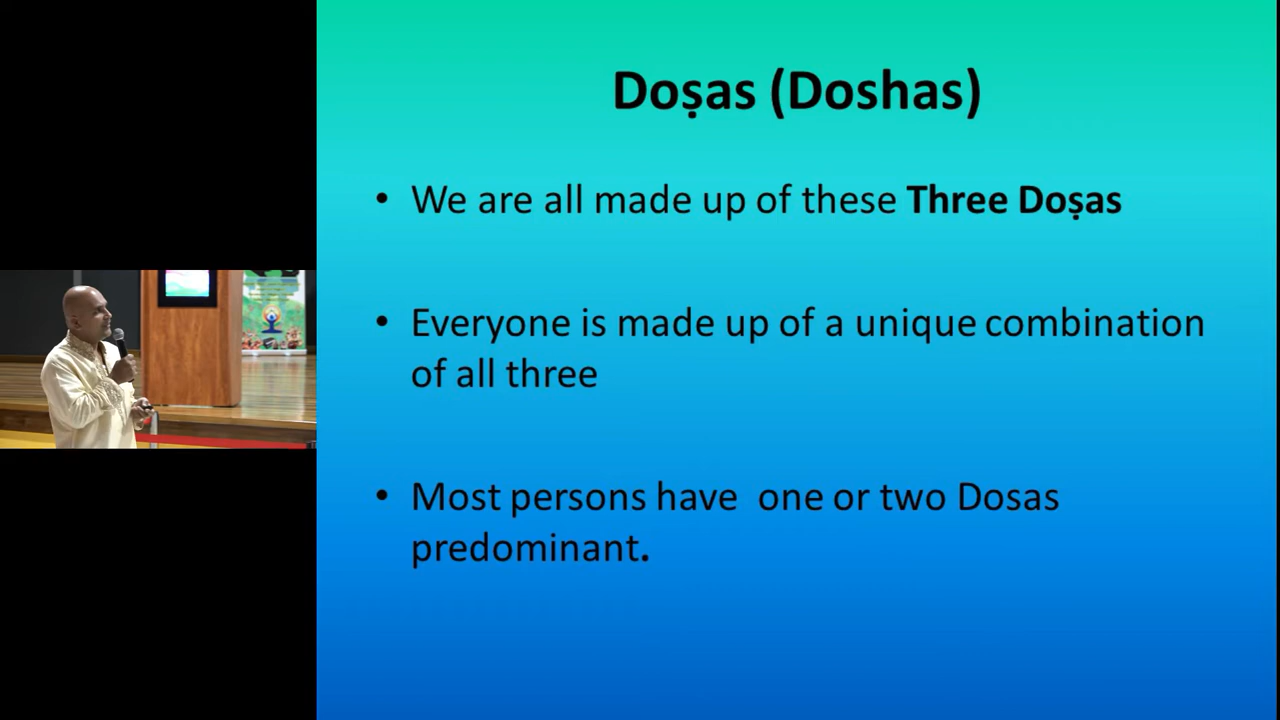 Doṣas (Doshas)
• We are all made up of these Three Doṣas
• Everyone is made up of a unique combination
of all three
• Most persons have one or two Dosas
predominant.